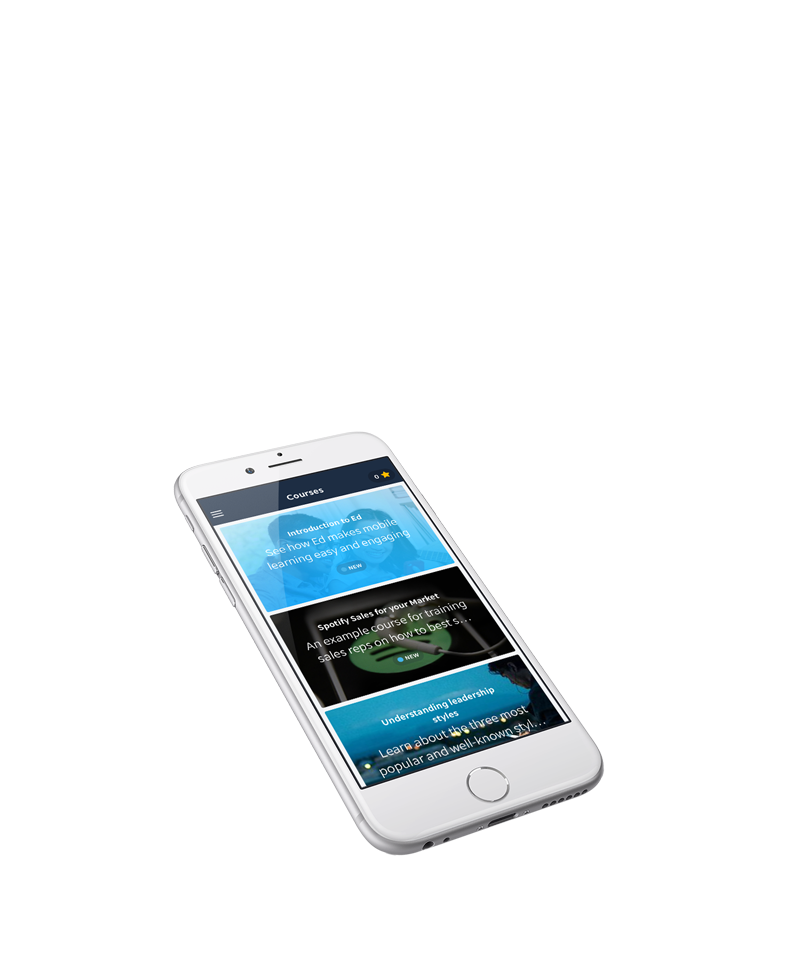 Courses
0
Introduction to Ed
See how Ed makes mobile
learning easy and engaging
NEW
Spotify Sales for your Market
An example course for training
sales reps on how to best s...
NEW
Understanding leadership
styles
Learn about the three most
popular and well-known styl...